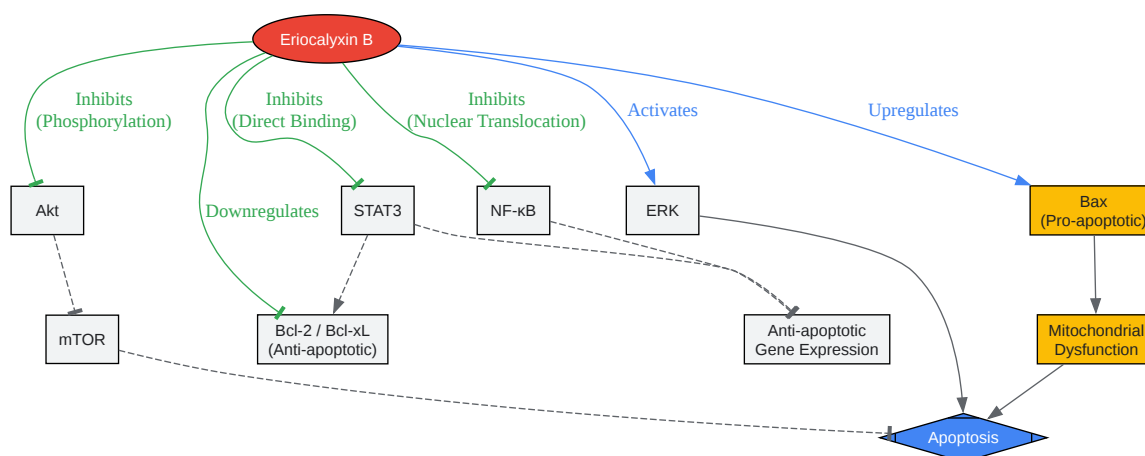 Eriocalyxin B
Inhibits
(Phosphorylation)
Inhibits
(Direct Binding)
Inhibits
(Nuclear Translocation)
Activates
Upregulates
Downregulates
Akt
STAT3
NF-κB
ERK
Bax
(Pro-apoptotic)
mTOR
Bcl-2 / Bcl-xL
(Anti-apoptotic)
Anti-apoptotic
Gene Expression
Mitochondrial
Dysfunction
Apoptosis